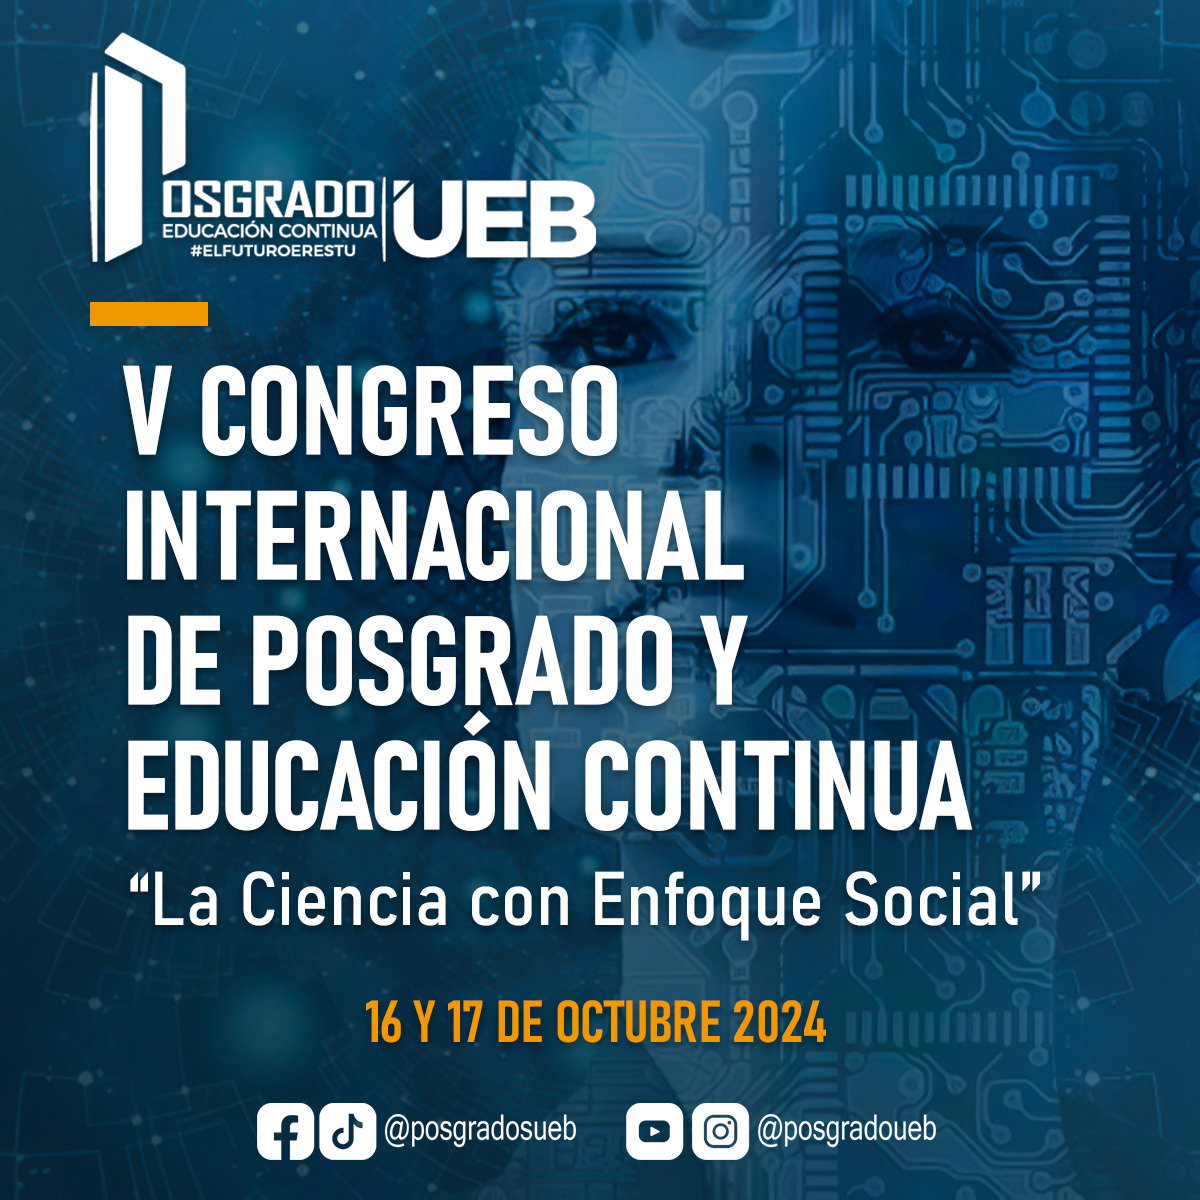 POSGRADO
EDUCACIÓN CONTINUA
#ELFUTUROERESTU
UEB
V CONGRESO
INTERNACIONAL
DE POSGRADO Y
EDUCACIÓN CONTINUA
“La Ciencia con Enfoque Social”
16 Y 17 DE OCTUBRE 2024
@posgradosueb
@posgradoueb